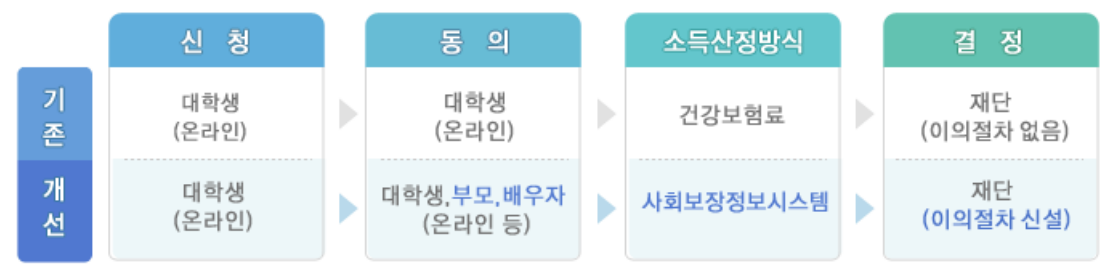 신 청
동 의
소득산정방식
결 정
기
존
대학생
(온라인)
대학생
(온라인)
건강보험료
재단
(이의절차 없음)
개
선
대학생
(온라인)
대학생,부모,배우자
(온라인 등)
사회보장정보시스템
재단
(이의절차 신설)